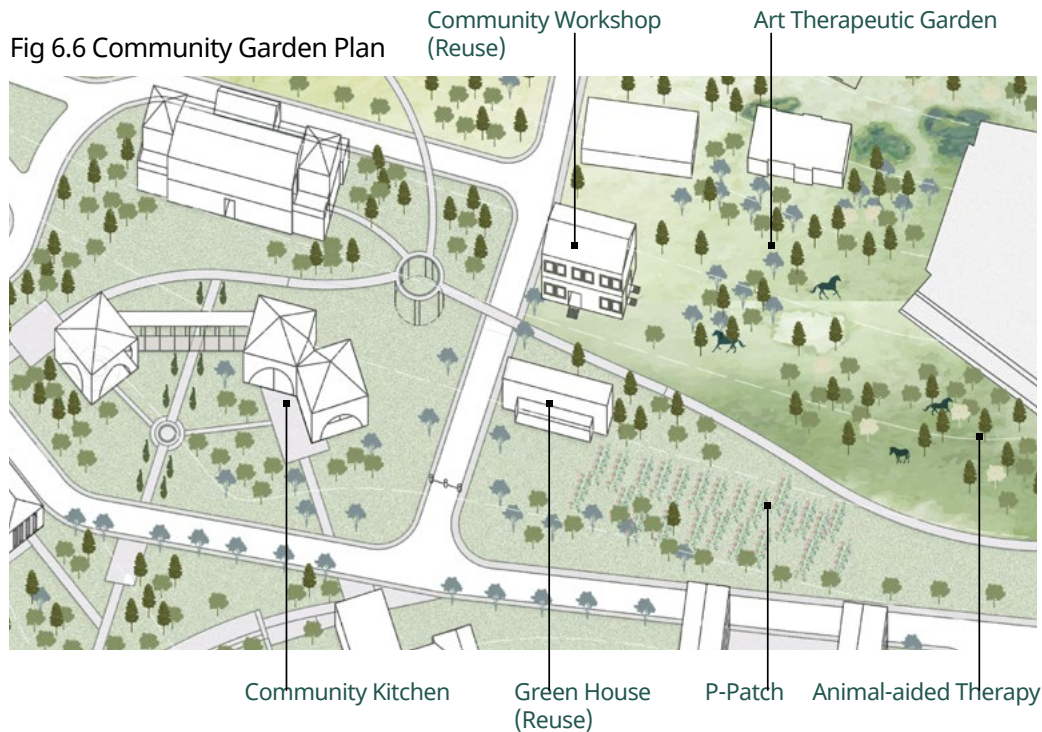 Community Workshop
(Reuse)
Art Therapeutic Garden
Fig 6.6 Community Garden Plan
Community Kitchen
Green House
(Reuse)
P-Patch
Animal-aided Therapy